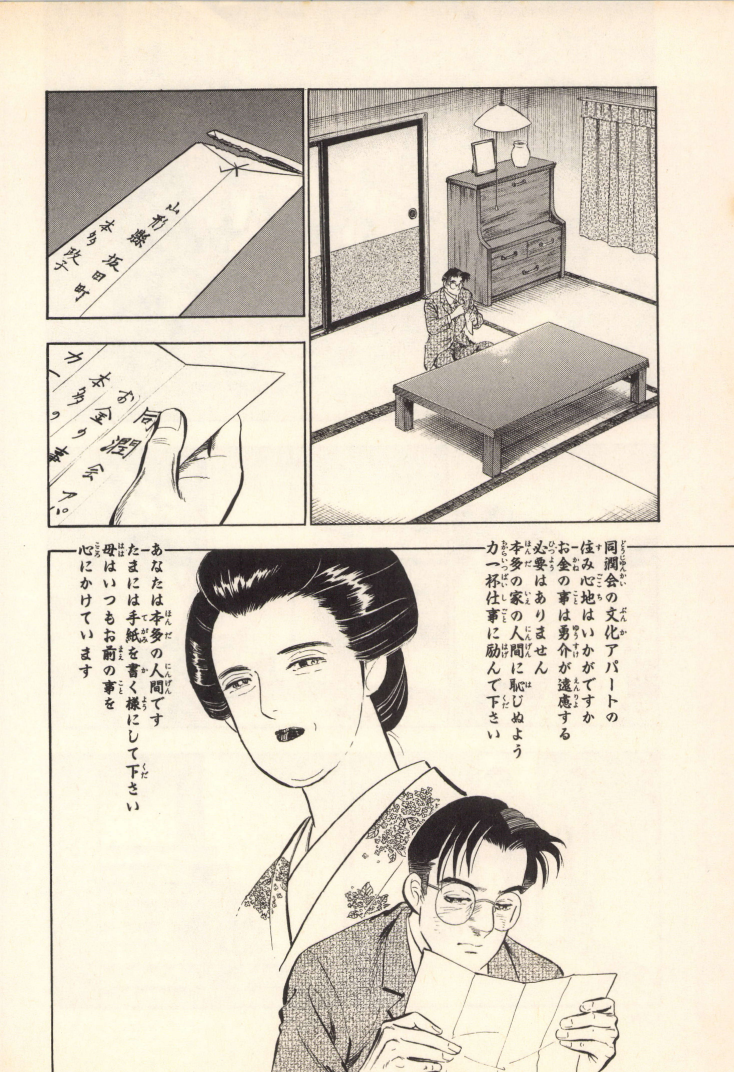 山形縣坂田町
本多政子
同潤会アパ
お金の事
本多の
力一
同潤会の文化アパートの
住み心地はいかがですか
お金の事は勇介が遠慮する
必要はありません
本多の家の人間に恥じぬよう
力一杯仕事に励んで下さい
あなたは本多の人間です
たまには手紙を書く様にして下さい
母はいつもお前の事を
心にかけています